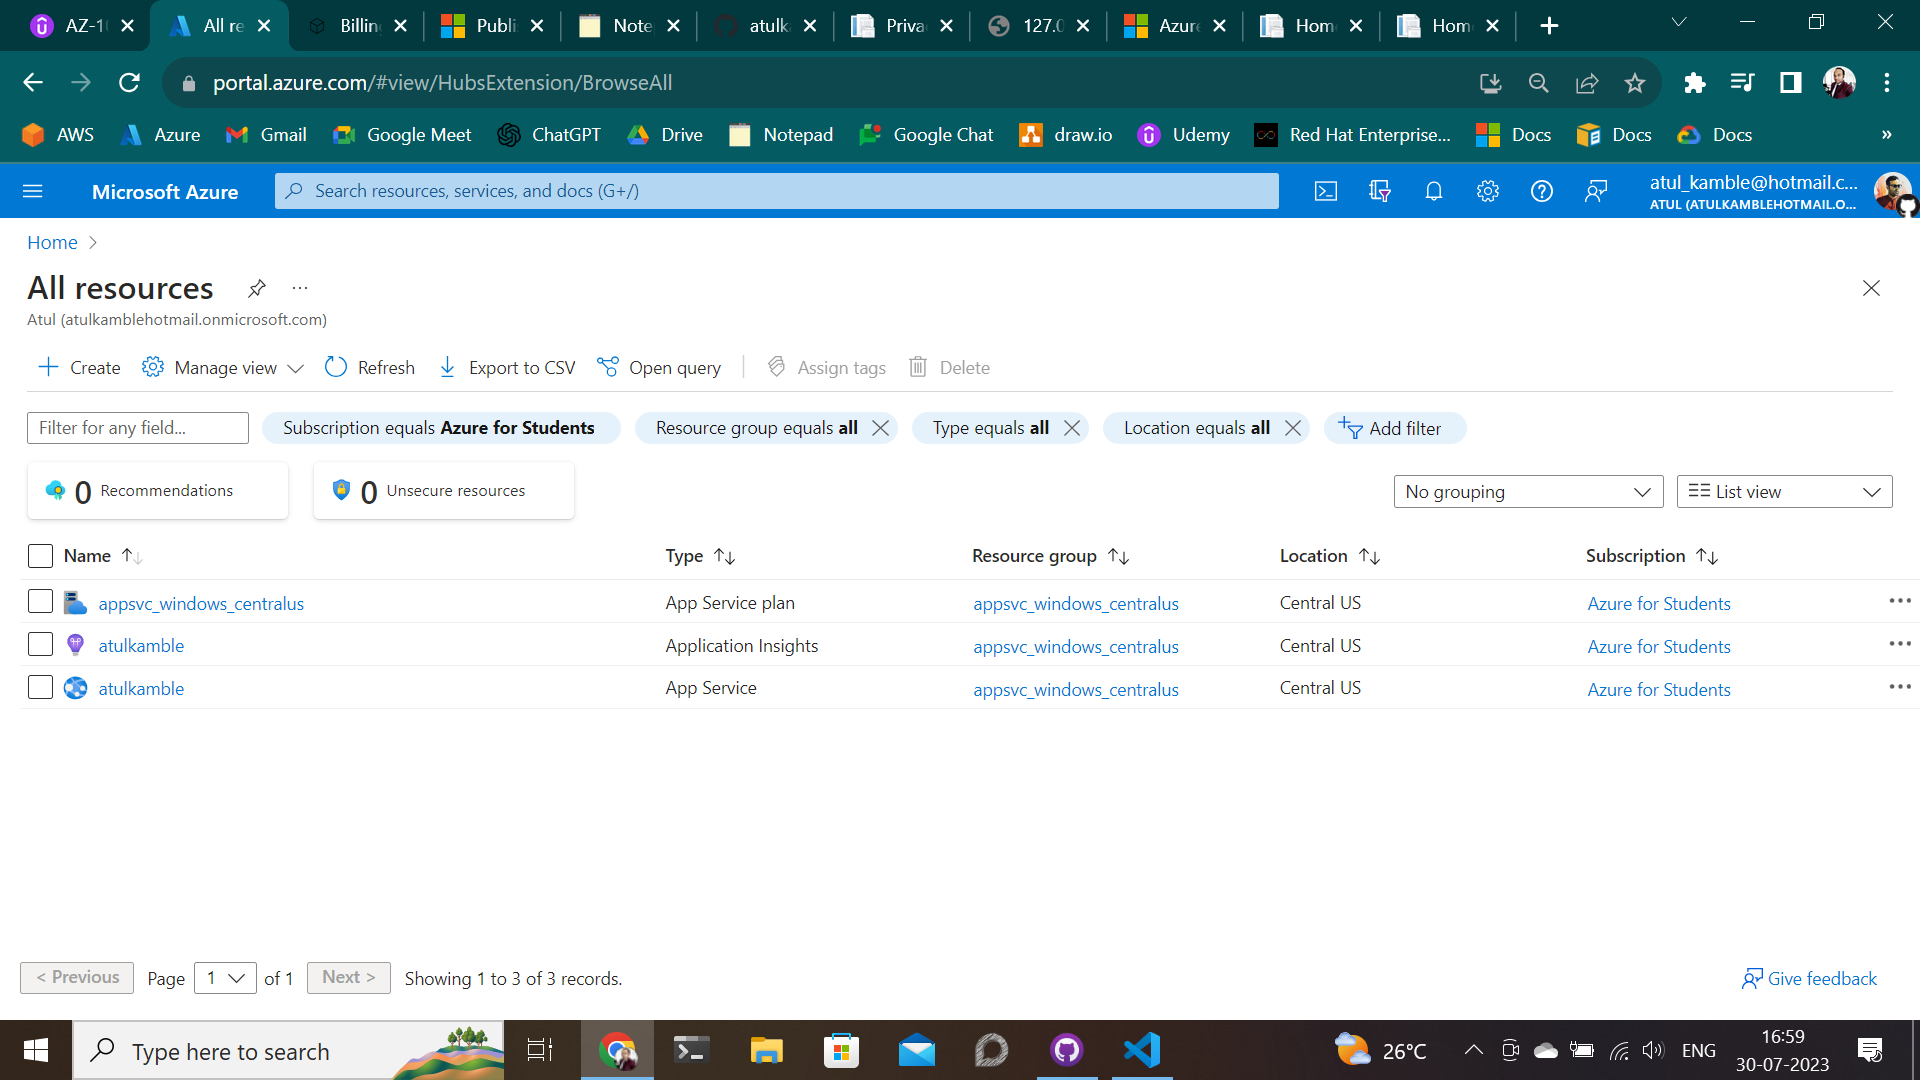 AZ-10 All re Billin Publi Note atulka Priva 127.0 Azure Home Home
portal.azure.com/#view/HubsExtension/BrowseAll
AWS Azure Gmail Google Meet ChatGPT Drive Notepad Google Chat draw.io Udemy Red Hat Enterprise... Docs Docs Docs »
Microsoft Azure Search resources, services, and docs (G+/) atul_kamble@hotmail.c...
ATUL (ATULKAMBLEHOTMAIL.O...
Home >
All resources ...
Atul (atulkamblehotmail.onmicrosoft.com)
Create Manage view Refresh Export to CSV Open query Assign tags Delete
Filter for any field... Subscription equals Azure for Students Resource group equals all Type equals all Location equals all Add filter
0 Recommendations 0 Unsecure resources No grouping List view
Name Type Resource group Location Subscription
appsvc_windows_centralus App Service plan appsvc_windows_centralus Central US Azure for Students ...
atulkamble Application Insights appsvc_windows_centralus Central US Azure for Students ...
atulkamble App Service appsvc_windows_centralus Central US Azure for Students ...
< Previous Page 1 of 1 Next > Showing 1 to 3 of 3 records. Give feedback
Type here to search 26°C ENG 16:59
30-07-2023